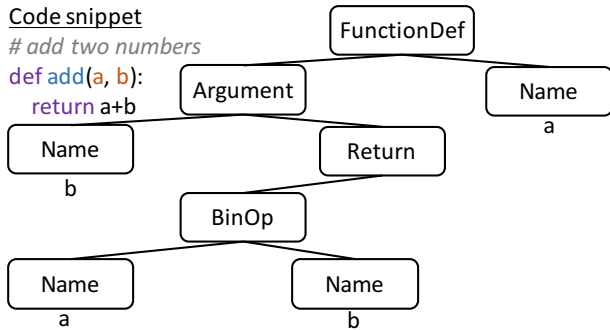 Code snippet
# add two numbers
def add(a, b):
return a+b
FunctionDef
Argument
Name
a
Name
b
Return
BinOp
Name
a
Name
b